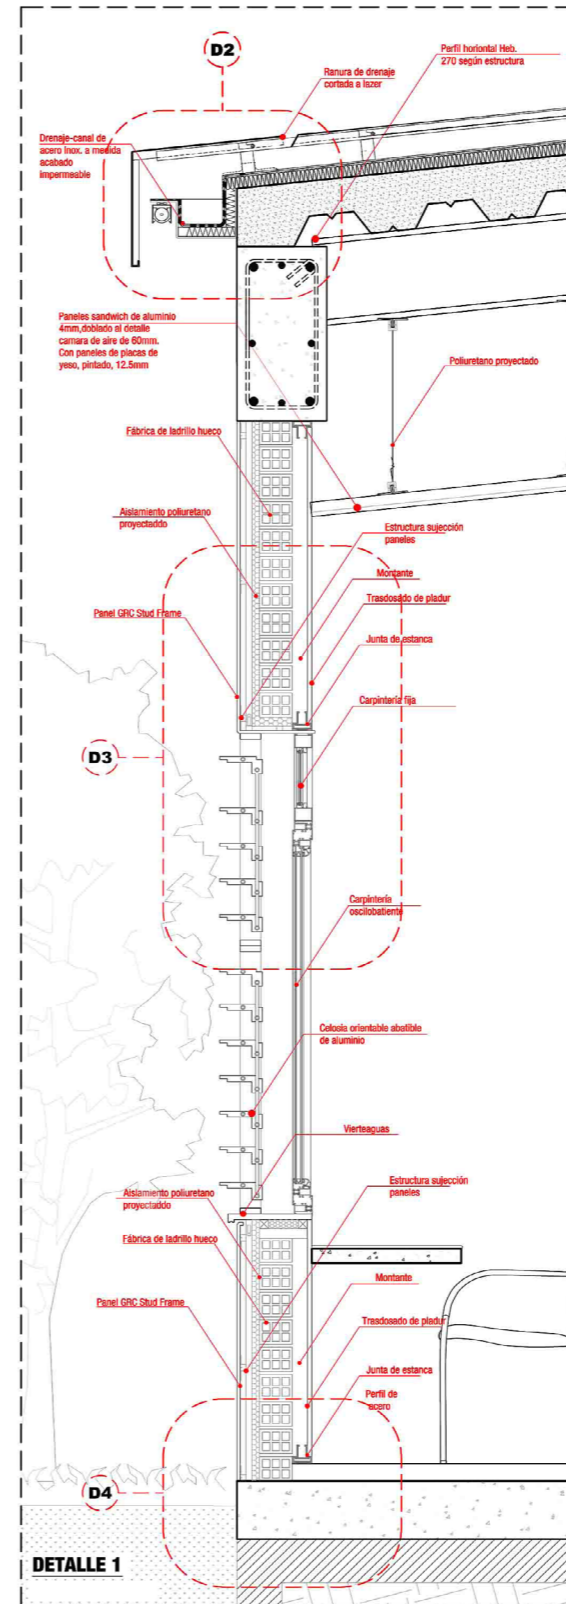 D2
Perfil horiontal Heb.
270 según estructura
Ranura de drenaje
cortada a lazer
Drenaje-canal de
acero inox. a medida
acabado
impermeable
Paneles sandwich de aluminio
4mm,doblado al detalle
camara de aire de 60mm.
Con paneles de placas de
yeso, pintado, 12.5mm
Poliuretano proyectado
Fábrica de ladrillo hueco
Aislamiento poliuretano
proyectaddo
Estructura sujección
paneles
Montante
Trasdosado de pladur
Panel GRC Stud Frame
Junta de estanca
Carpintería fija
D3
Carpintería
oscilobatiente
Celosia orientable abatible
de aluminio
Vierteaguas
Estructura sujección
paneles
Aislamiento poliuretano
proyectaddo
Fábrica de ladrillo hueco
Montante
Panel GRC Stud Frame
Trasdosado de pladur
Junta de estanca
Perfil de
acero
D4
DETALLE 1